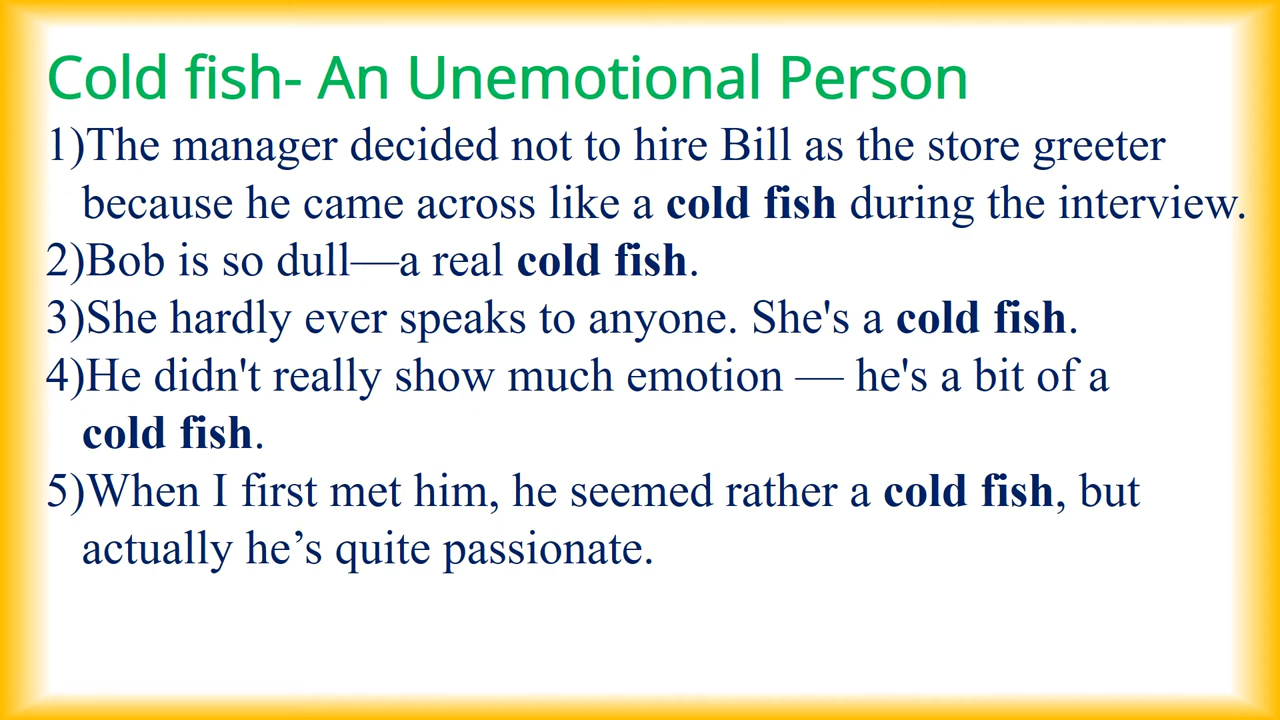 Cold fish- An Unemotional Person
1)The manager decided not to hire Bill as the store greeter
because he came across like a cold fish during the interview.
2)Bob is so dull—a real cold fish.
3)She hardly ever speaks to anyone. She's a cold fish.
4)He didn't really show much emotion — he's a bit of a
cold fish.
5)When I first met him, he seemed rather a cold fish, but
actually he’s quite passionate.